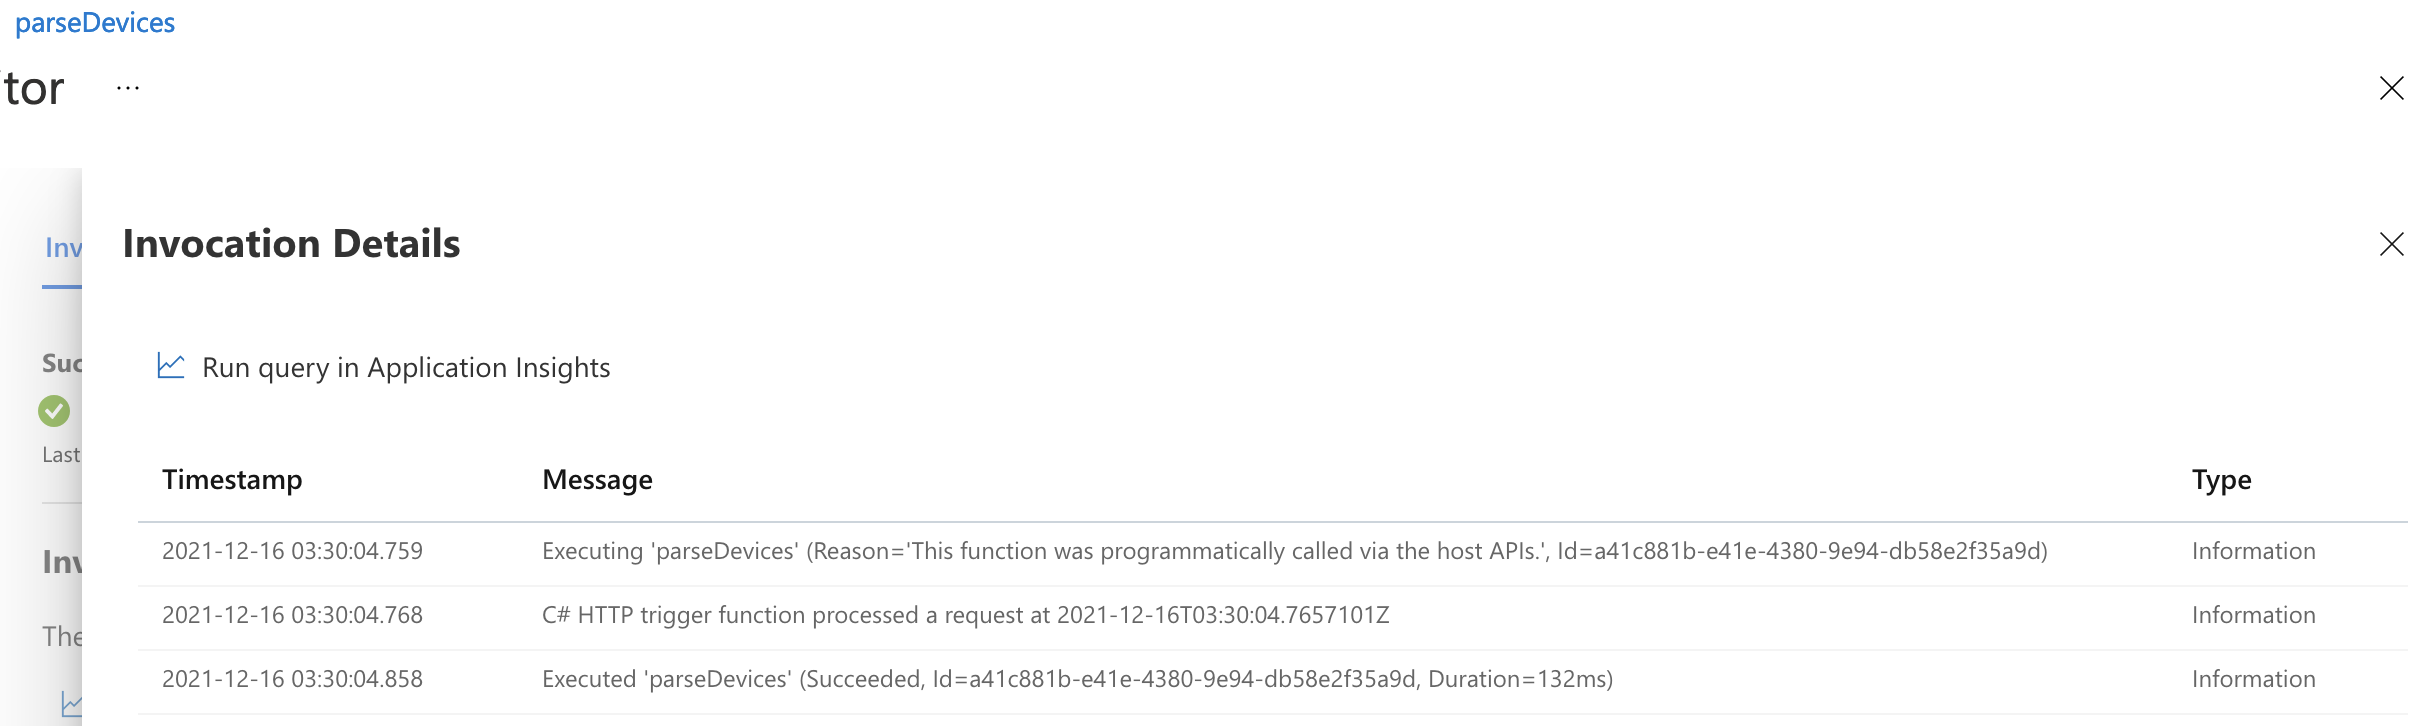 parseDevices
tor ...
Inv
Invocation Details
Run query in Application Insights
Suc
Last
Timestamp Message Type
2021-12-16 03:30:04.759 Executing 'parseDevices' (Reason='This function was programmatically called via the host APIs.', Id=a41c881b-e41e-4380-9e94-db58e2f35a9d) Information
Inv
2021-12-16 03:30:04.768 C# HTTP trigger function processed a request at 2021-12-16T03:30:04.7657101Z Information
The
2021-12-16 03:30:04.858 Executed 'parseDevices' (Succeeded, Id=a41c881b-e41e-4380-9e94-db58e2f35a9d, Duration=132ms) Information